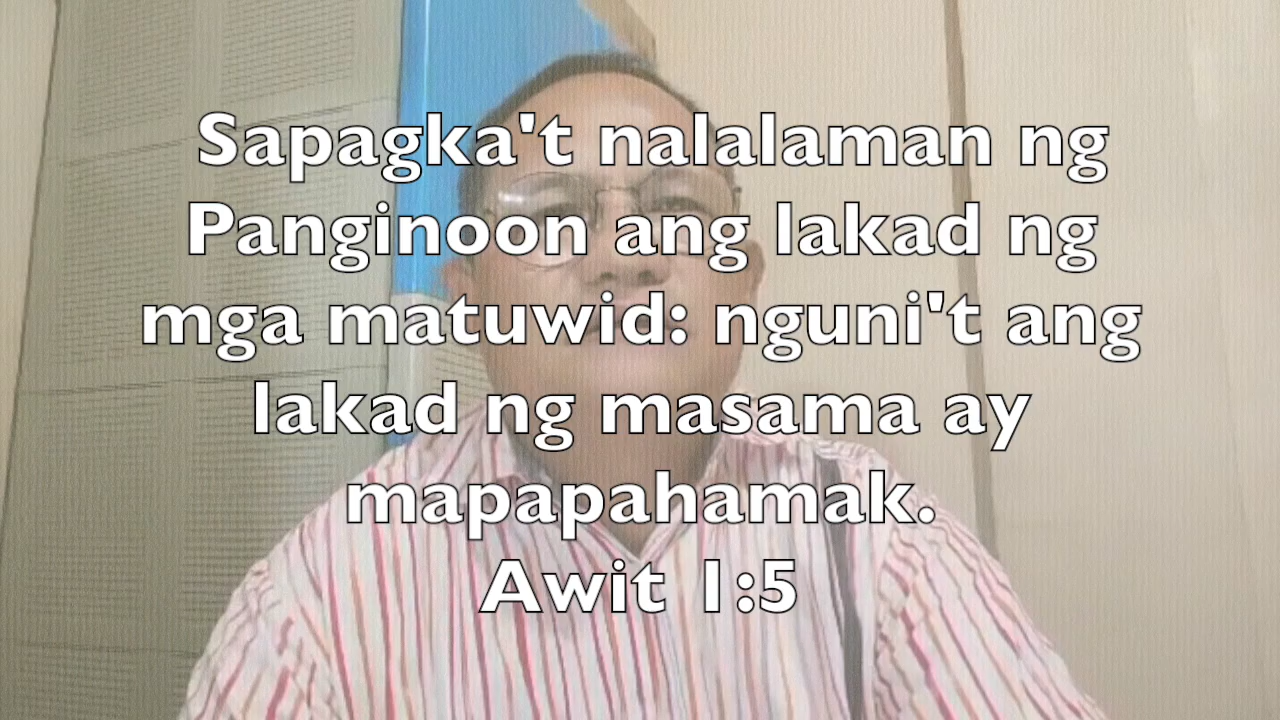 Sapagka't nalalaman ng
Panginoon ang lakad ng
mga matuwid: nguni't ang
lakad ng masama ay
mapapahamak.
Awit 1:5